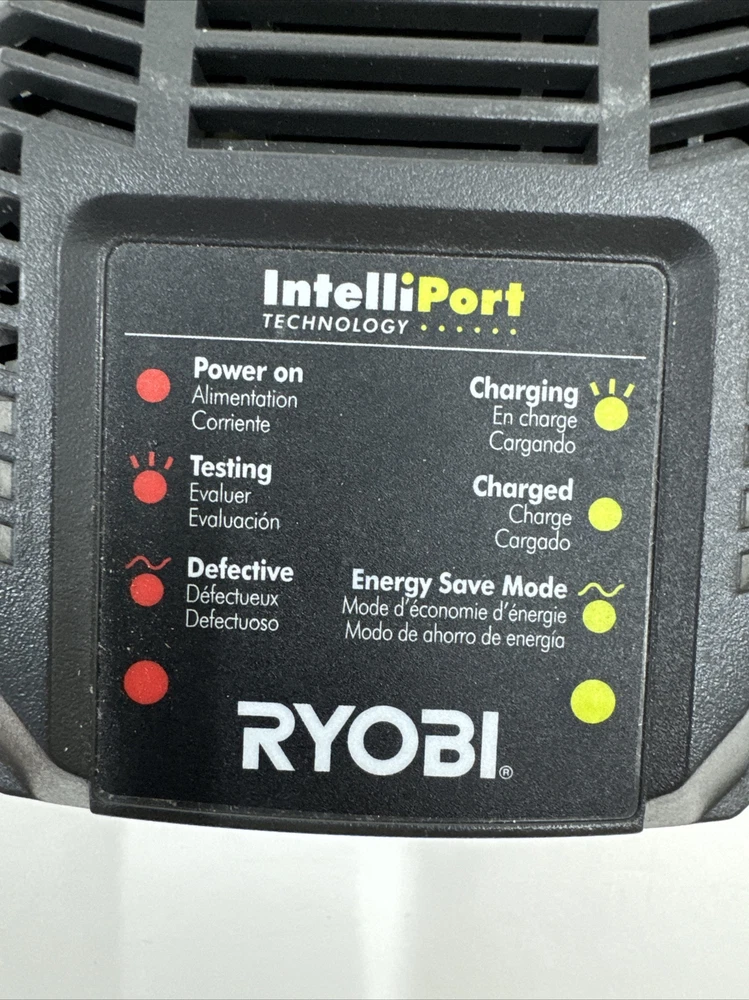 IntelliPort
TECHNOLOGY
Power on
Alimentation
Corriente
Testing
Evaluer
Evaluación
Defective
Défectueux
Defectuoso
Charging
En charge
Cargando
Charged
Charge
Cargado
Energy Save Mode
Mode d'économie d'énergie
Modo de ahorro de energía
RYOBI®